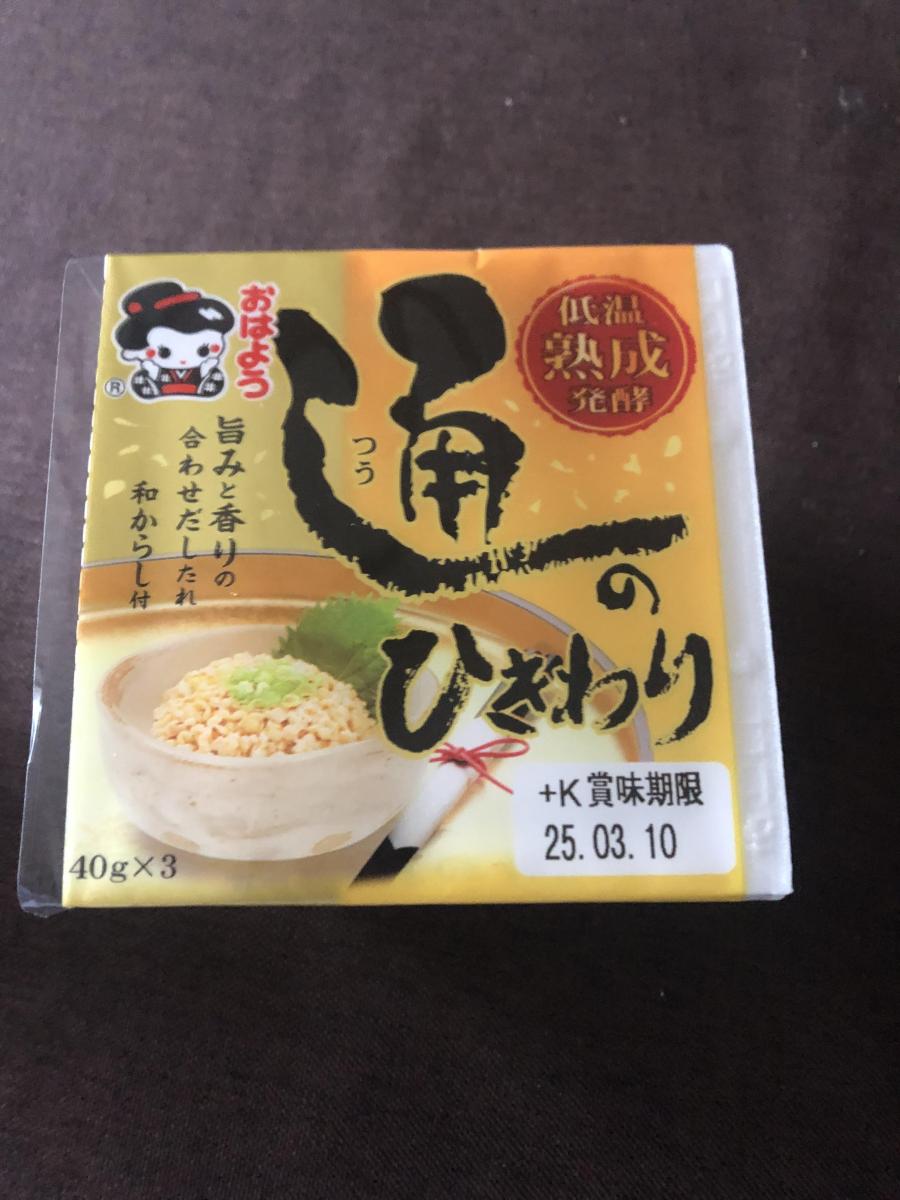 おはよう
®
旨みと香りの
合わせだしたれ
和からし付
通
つう
の
ひきわり
低温
熟成
発酵
+K 賞味期限
25.03.10
40g×3